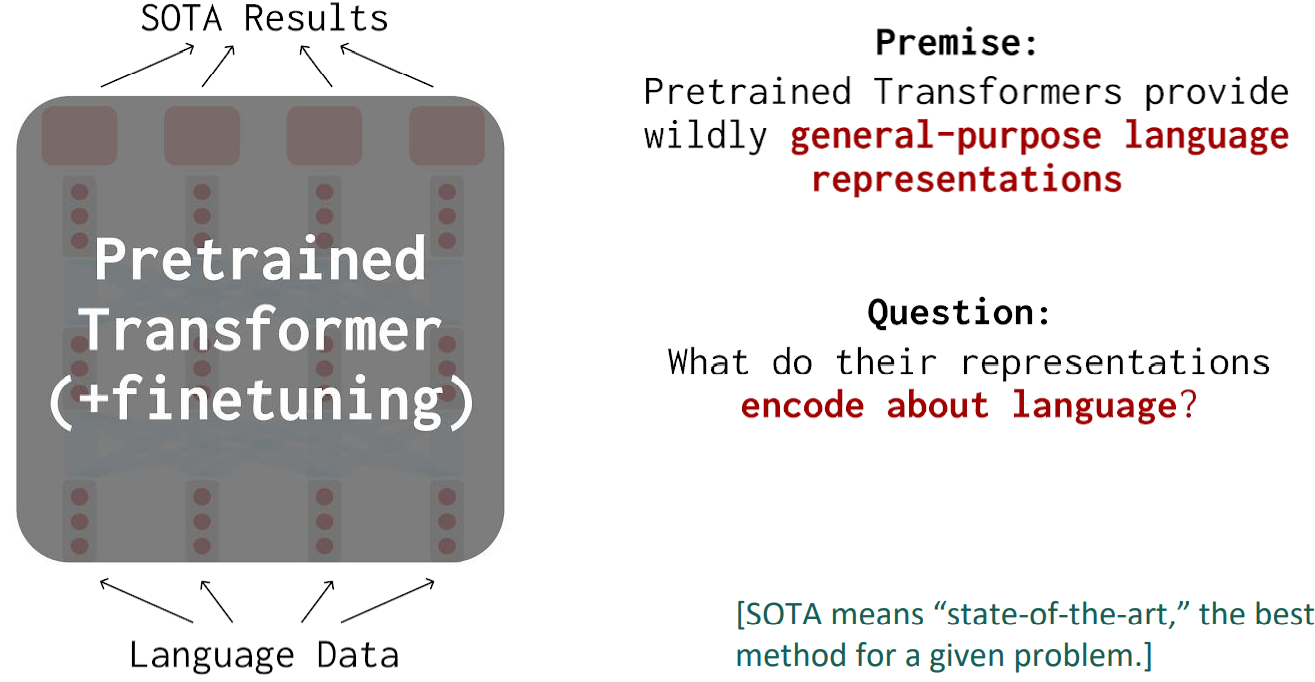 SOTA Results
Pretrained
Transformer
(+finetuning)
Language Data
Premise:
Pretrained Transformers provide
wildly general-purpose language
representations
Question:
What do their representations
encode about language?
[SOTA means “state-of-the-art,” the best
method for a given problem.]